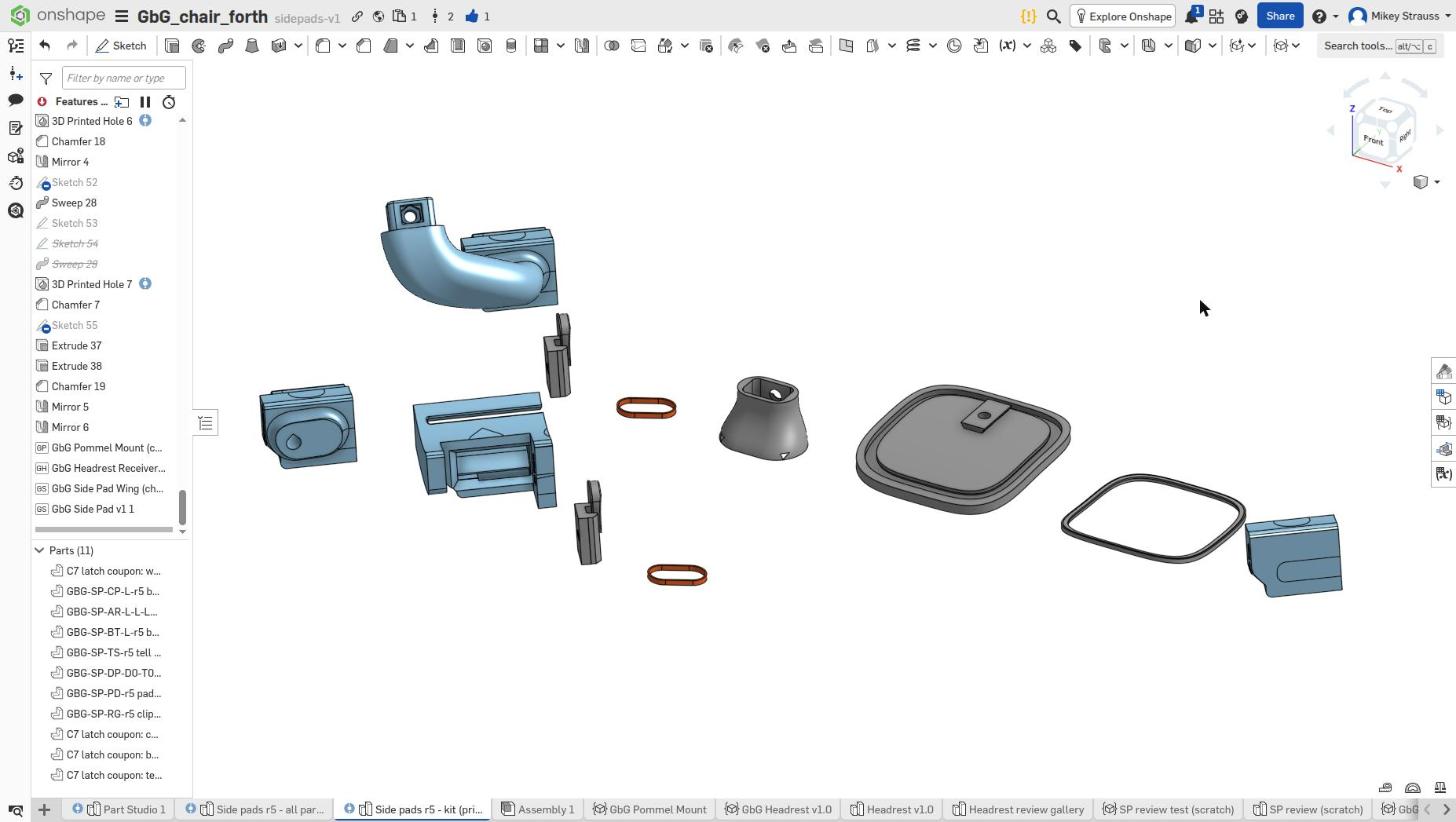 onshape
GbG_chair_forth
sidepads-v1
1
2
1
Explore Onshape
1
Share
Mikey Strauss
Sketch
Search tools...
alt/⌥
c
Filter by name or type
Features ...
3D Printed Hole 6
Chamfer 18
Mirror 4
Sketch 52
Sweep 28
Sketch 53
Sketch 54
Sweep 29
3D Printed Hole 7
Chamfer 7
Sketch 55
Extrude 37
Extrude 38
Chamfer 19
Mirror 5
Mirror 6
GP GbG Pommel Mount (c...
GH GbG Headrest Receiver...
GS GbG Side Pad Wing (ch...
GS GbG Side Pad v1 1
Parts (11)
C7 latch coupon: w...
GBG-SP-CP-L-r5 b...
GBG-SP-AR-L-L-L...
GBG-SP-BT-L-r5 b...
GBG-SP-TS-r5 tell ...
GBG-SP-DP-D0-T0...
GBG-SP-PD-r5 pad...
GBG-SP-RG-r5 clip...
C7 latch coupon: c...
C7 latch coupon: b...
C7 latch coupon: te...
Z
Top
Y
Front
Right
X
Part Studio 1
Side pads r5 - all par...
Side pads r5 - kit (pri...
Assembly 1
GbG Pommel Mount
GbG Headrest v1.0
Headrest v1.0
Headrest review gallery
SP review test (scratch)
SP review (scratch)